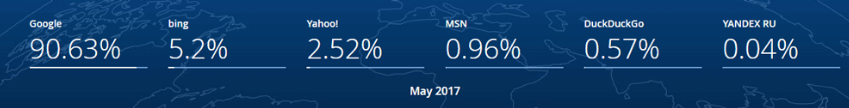 Google bing Yahoo! MSN DuckDuckGo YANDEX RU
90.63% 5.2% 2.52% 0.96% 0.57% 0.04%
May 2017